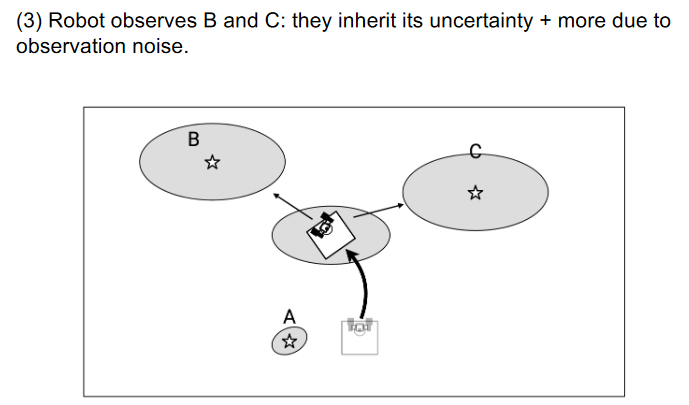 (3) Robot observes B and C: they inherit its uncertainty + more due to
observation noise.
B
C
A